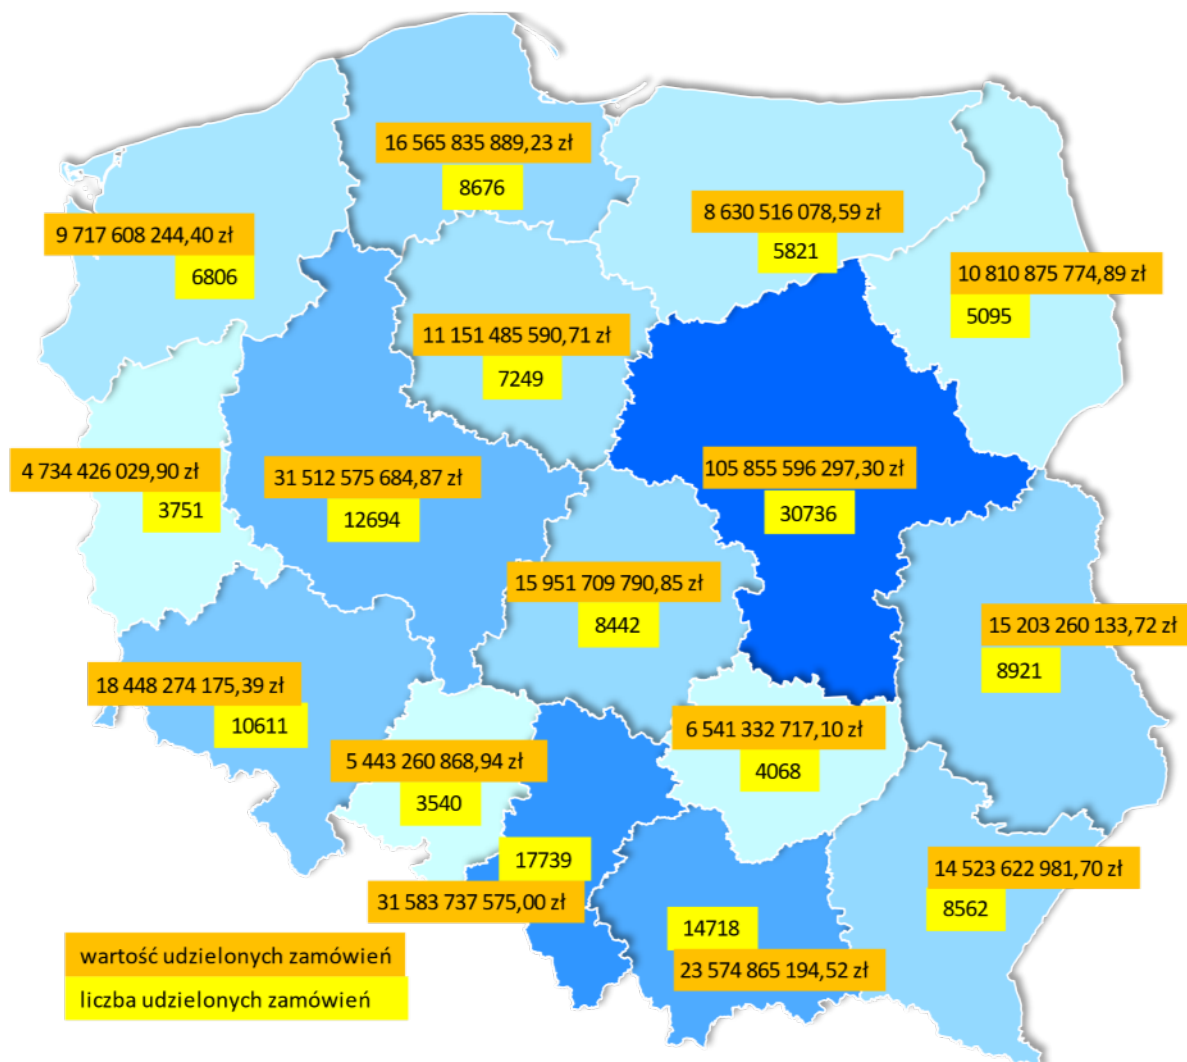 16 565 835 889,23 zł
8676
8 630 516 078,59 zł
5821
9 717 608 244,40 zł
6806
10 810 875 774,89 zł
5095
11 151 485 590,71 zł
7249
4 734 426 029,90 zł
3751
31 512 575 684,87 zł
12694
105 855 596 297,30 zł
30736
15 951 709 790,85 zł
8442
15 203 260 133,72 zł
8921
18 448 274 175,39 zł
10611
6 541 332 717,10 zł
4068
5 443 260 868,94 zł
3540
17739
31 583 737 575,00 zł
14 523 622 981,70 zł
8562
14718
23 574 865 194,52 zł
wartość udzielonych zamówień
liczba udzielonych zamówień